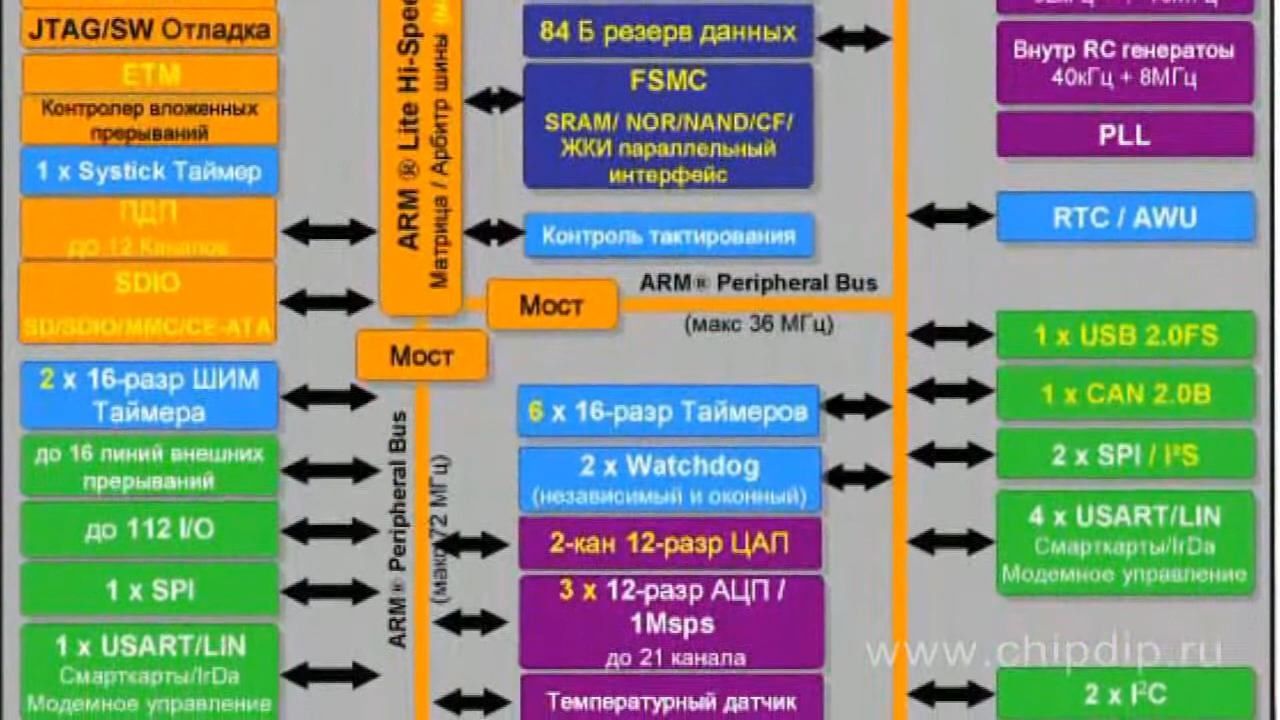 JTAG/SW Отладка
ETM
Контролер вложенных
прерываний
1 x Systick Таймер
ПДП
до 12 Каналов
SDIO
SD/SDIO/MMC/CE-ATA
2 x 16-разр ШИМ
Таймера
до 16 линий внешних
прерываний
до 112 I/O
1 x SPI
1 x USART/LIN
Смарткарты/IrDa
Модемное управление
ARM ® Lite Hi-Spee
Матрица / Арбитр шины
Мост
ARM® Peripheral Bus
(макс 72 МГц)
84 Б резерв данных
FSMC
SRAM/ NOR/NAND/CF/
ЖКИ параллельный
интерфейс
Контроль тактирования
Мост
ARM® Peripheral Bus
(макс 36 МГц)
6 x 16-разр Таймеров
2 x Watchdog
(независимый и оконный)
2-кан 12-разр ЦАП
3 x 12-разр АЦП /
1Msps
до 21 канала
Температурный датчик
Внутр RC генератоы
40кГц + 8МГц
PLL
RTC / AWU
1 x USB 2.0FS
1 x CAN 2.0B
2 x SPI / I²S
4 x USART/LIN
Смарткарты/IrDa
Модемное управление
www.chipdip.ru
2 x I²C